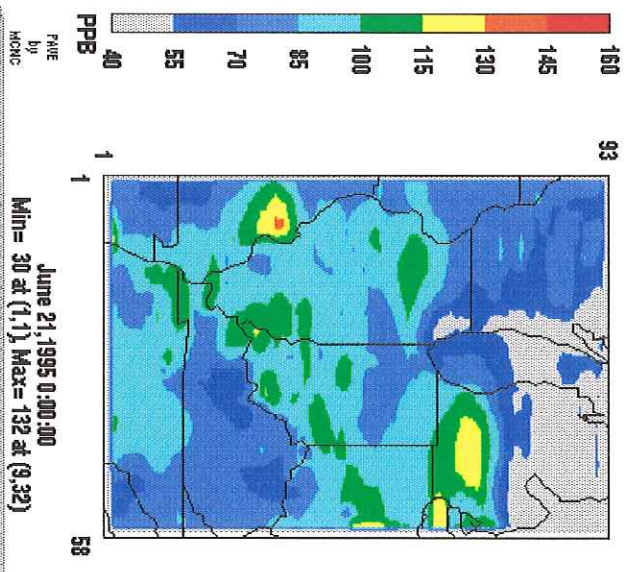 PPB
160
145
130
115
100
85
70
55
40
PAVE
by
MCNC
93
1
1
58
June 21,1995 0:00:00
Min= 30 at (1,1), Max= 132 at (9,32)